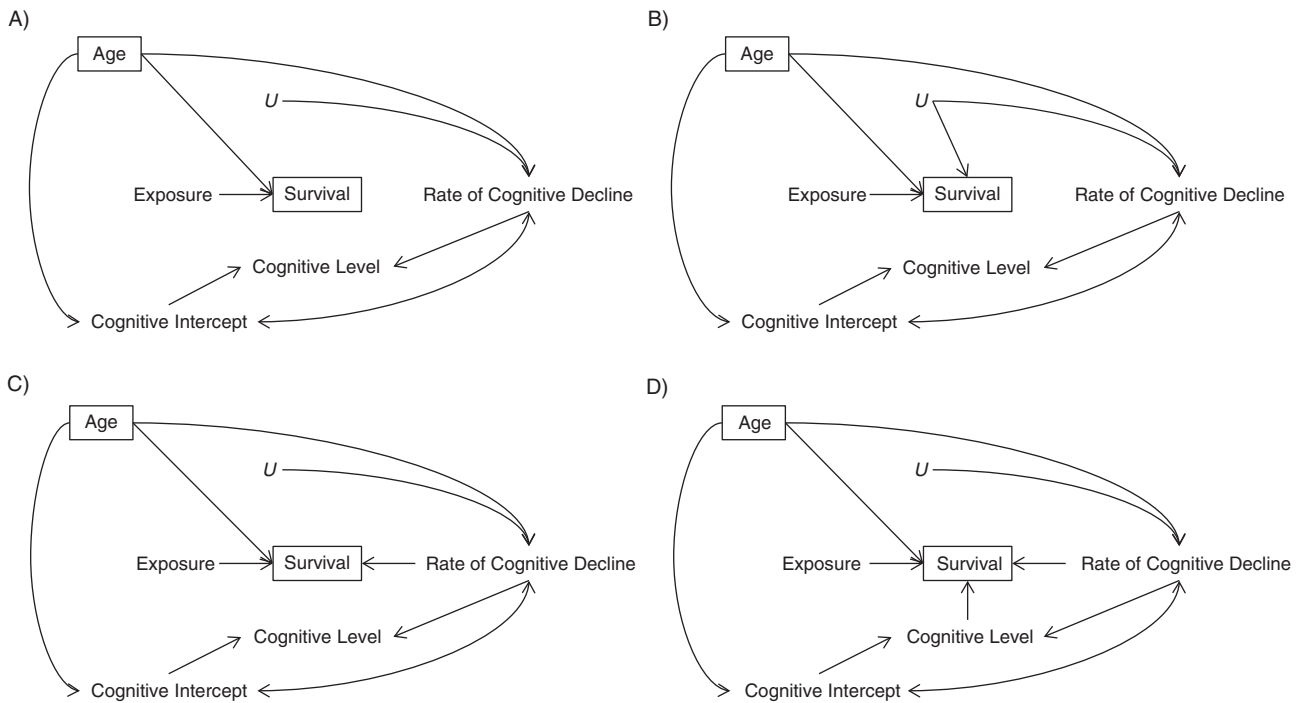 A)
Age
U
Exposure
Survival
Rate of Cognitive Decline
Cognitive Level
Cognitive Intercept
B)
Age
U
Exposure
Survival
Rate of Cognitive Decline
Cognitive Level
Cognitive Intercept
C)
Age
U
Exposure
Survival
Rate of Cognitive Decline
Cognitive Level
Cognitive Intercept
D)
Age
U
Exposure
Survival
Rate of Cognitive Decline
Cognitive Level
Cognitive Intercept